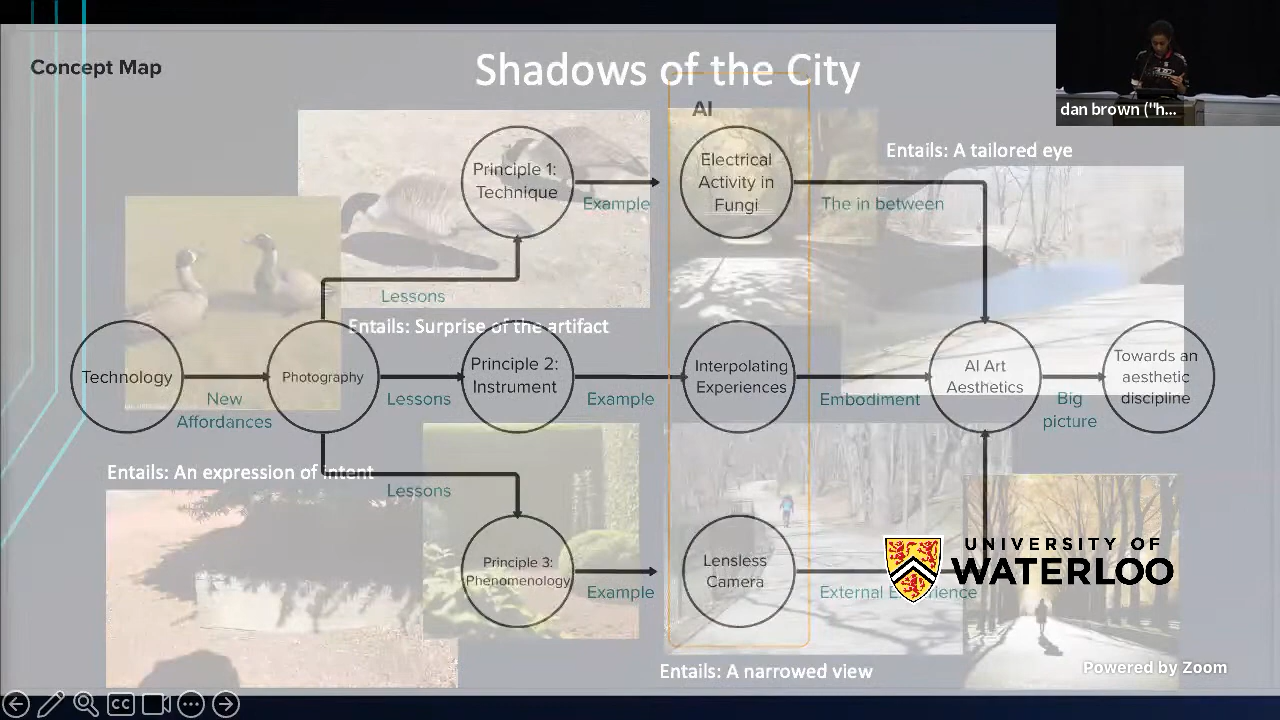 Concept Map
Shadows of the City
dan brown ("h...
AI
Entails: A tailored eye
Principle 1:
Technique
Example
Electrical
Activity in
Fungi
The in between
Lessons
Entails: Surprise of the artifact
Technology
New
Affordances
Photography
Lessons
Principle 2:
Instrument
Example
Interpolating
Experiences
Embodiment
AI Art
Aesthetics
Big
picture
Towards an
aesthetic
discipline
Entails: An expression of intent
Lessons
Principle 3:
Phenomenology
Example
Lensless
Camera
External E
ience
UNIVERSITY OF
WATERLOO
Entails: A narrowed view
Powered by Zoom
CC